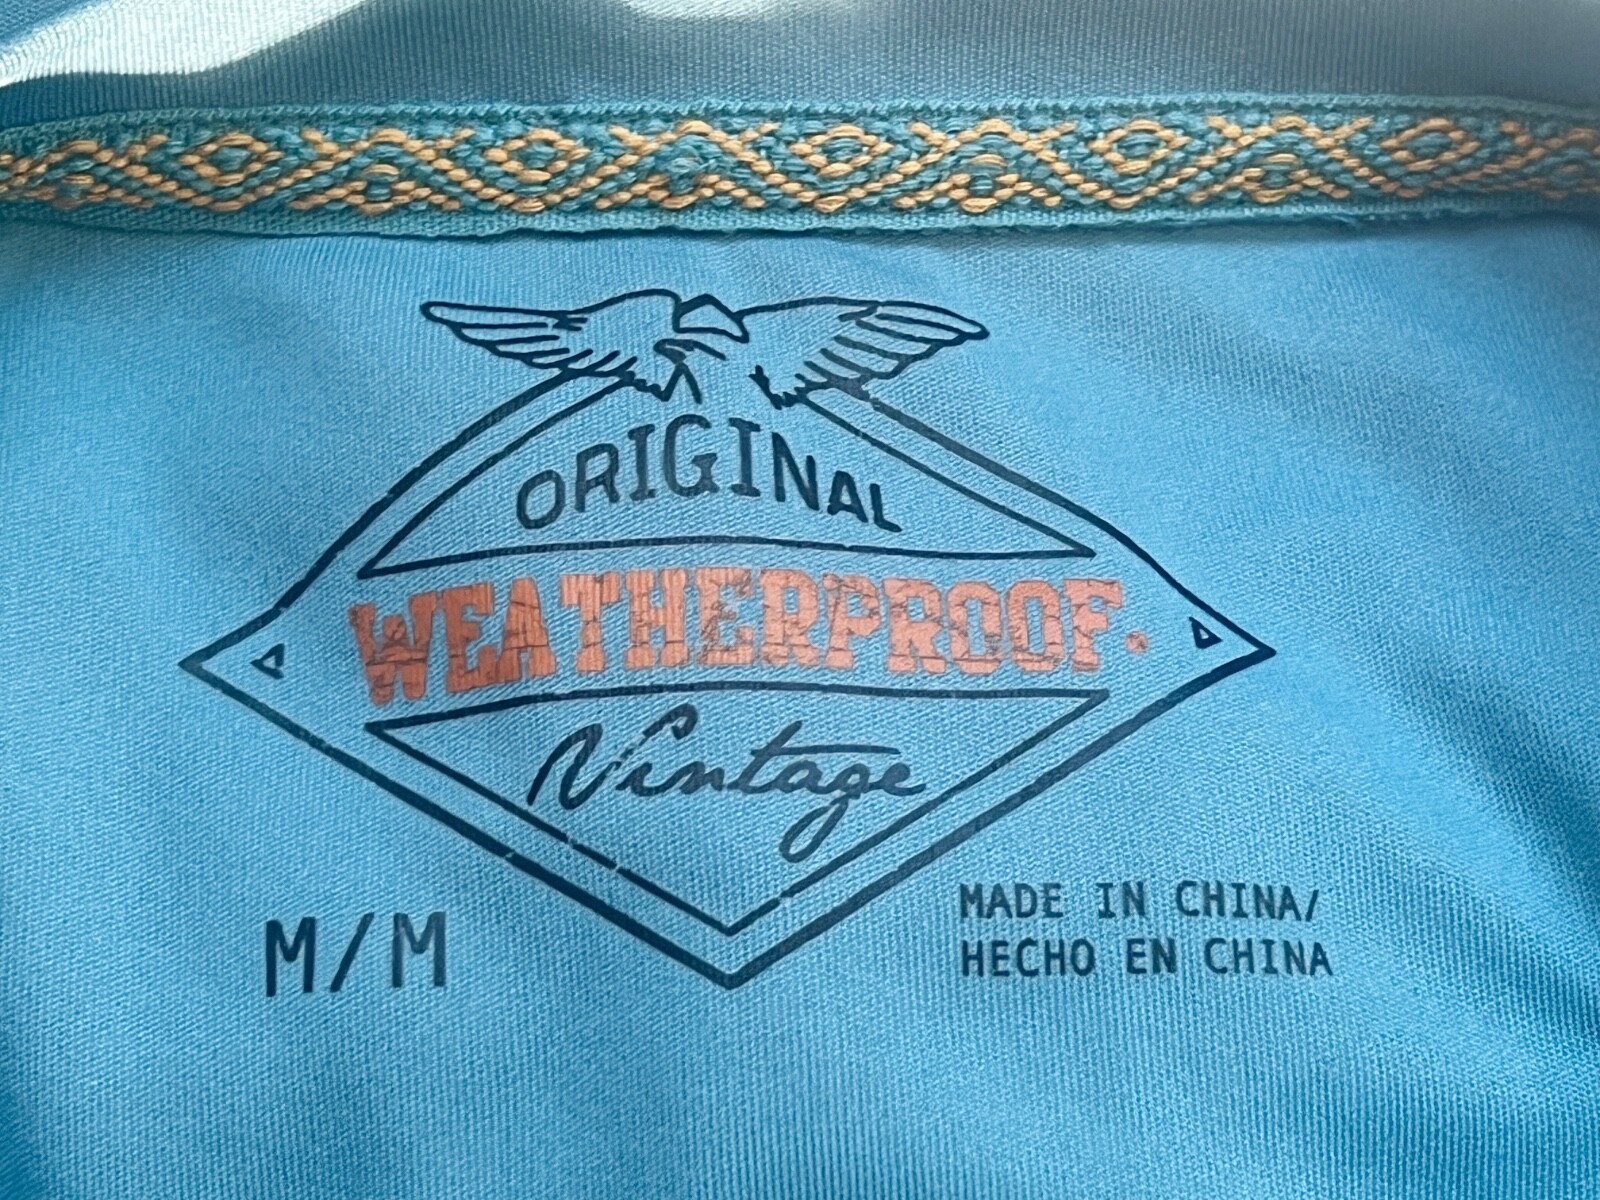 ORIGINAL
WEATHERPROOF
Vintage
M/M
MADE IN CHINA/
HECHO EN CHINA